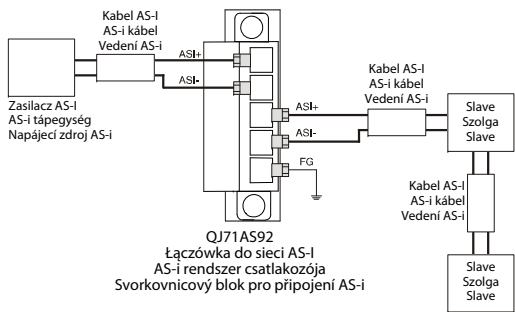 Kabel AS-I
AS-i kábel
Vedení AS-i
Zasilacz AS-I
AS-i tápegység
Napájecí zdroj AS-i
ASI+
ASI-
ASI+
ASI-
FG
Kabel AS-I
AS-i kábel
Vedení AS-i
Slave
Szolga
Slave
Kabel AS-I
AS-i kábel
Vedení AS-i
Slave
Szolga
Slave
QJ71AS92
Łączówka do sieci AS-I
AS-i rendszer csatlakozója
Svorkovnicový blok pro připojení AS-i